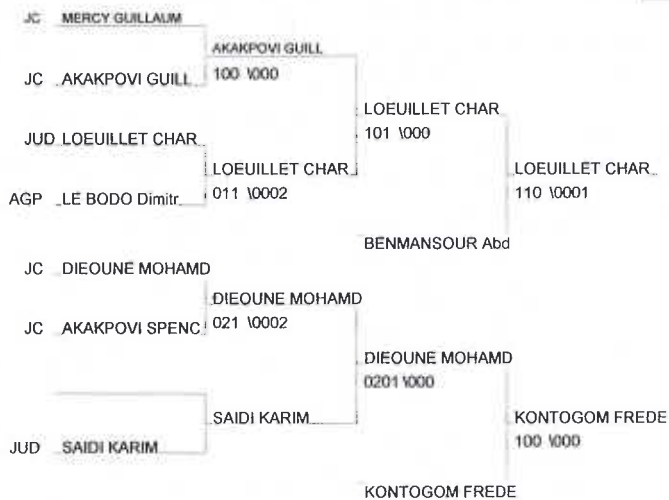 JC MERCY GUILLAUM
AKAKPOVI GUILL
JC AKAKPOVI GUILL 100 \000
LOEUILLET CHAR
101 \000
JUD LOEUILLET CHAR
LOEUILLET CHAR
011 \0002
LOEUILLET CHAR
110 \0001
AGP LE BODO Dimitr
BENMANSOUR Abd
JC DIEOUNE MOHAMD
DIEOUNE MOHAMD
JC AKAKPOVI SPENC 021 \0002
DIEOUNE MOHAMD
0201 \000
SAIDI KARIM
KONTOGOM FREDE
100 \000
JUD SAIDI KARIM
KONTOGOM FREDE